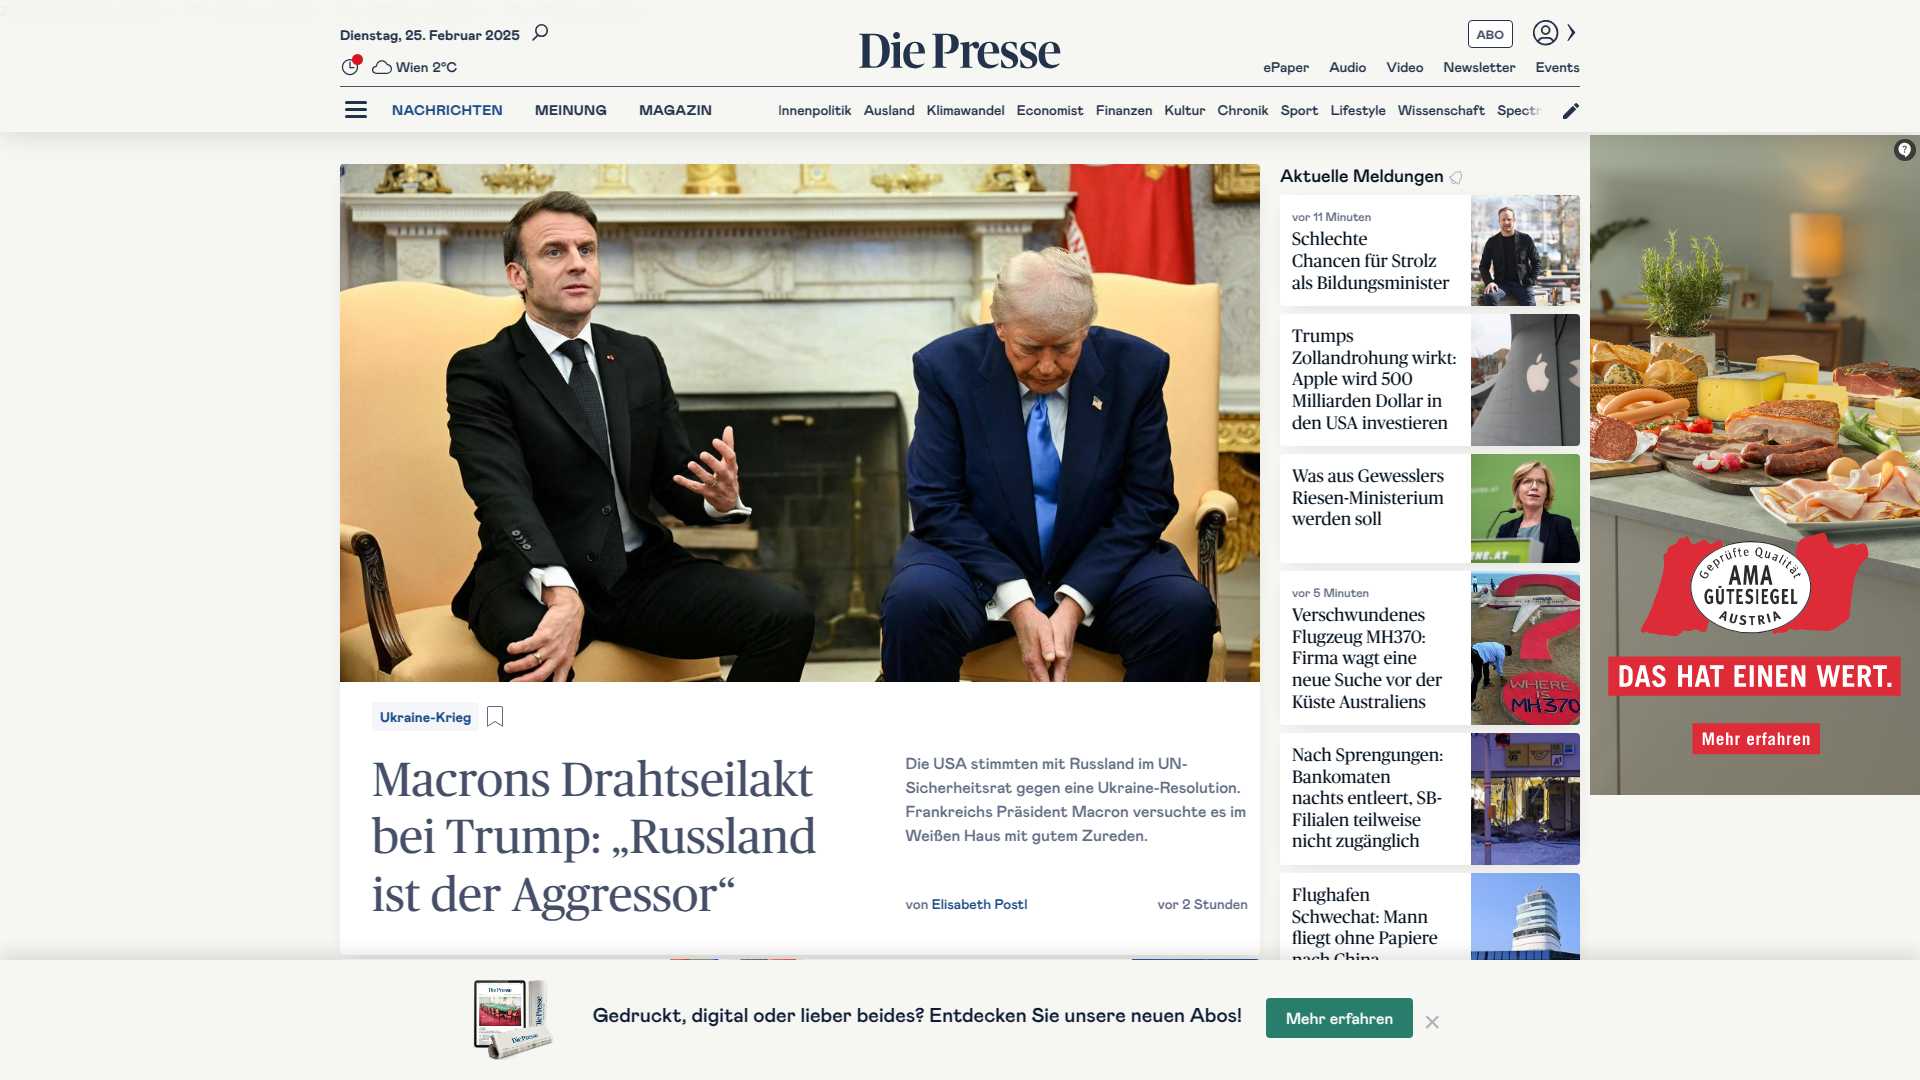 Dienstag, 25. Februar 2025
Wien 2°C
Die Presse
ABO
ePaper Audio Video Newsletter Events
NACHRICHTEN MEINUNG MAGAZIN
Innenpolitik Ausland Klimawandel Economist Finanzen Kultur Chronik Sport Lifestyle Wissenschaft Spectr
Ukraine-Krieg
Macrons Drahtseilakt
bei Trump: „Russland
ist der Aggressor“
Die USA stimmten mit Russland im UN-
Sicherheitsrat gegen eine Ukraine-Resolution.
Frankreichs Präsident Macron versuchte es im
Weißen Haus mit gutem Zureden.
von Elisabeth Postl
vor 2 Stunden
Aktuelle Meldungen
vor 11 Minuten
Schlechte
Chancen für Strolz
als Bildungsminister
Trumps
Zollandrohung wirkt:
Apple wird 500
Milliarden Dollar in
den USA investieren
Was aus Gewesslers
Riesen-Ministerium
werden soll
ENE.AT
vor 5 Minuten
Verschwundenes
Flugzeug MH370:
Firma wagt eine
neue Suche vor der
Küste Australiens
WHERE
IS
MH370
Nach Sprengungen:
Bankomaten
nachts entleert, SB-
Filialen teilweise
nicht zugänglich
Flughafen
Schwechat: Mann
fliegt ohne Papiere
nach China
Geprüfte Qualität
AMA
GÜTESIEGEL
AUSTRIA
DAS HAT EINEN WERT.
Mehr erfahren
Die Presse
Die Presse
Die Presse
Gedruckt, digital oder lieber beides? Entdecken Sie unsere neuen Abos!
Mehr erfahren